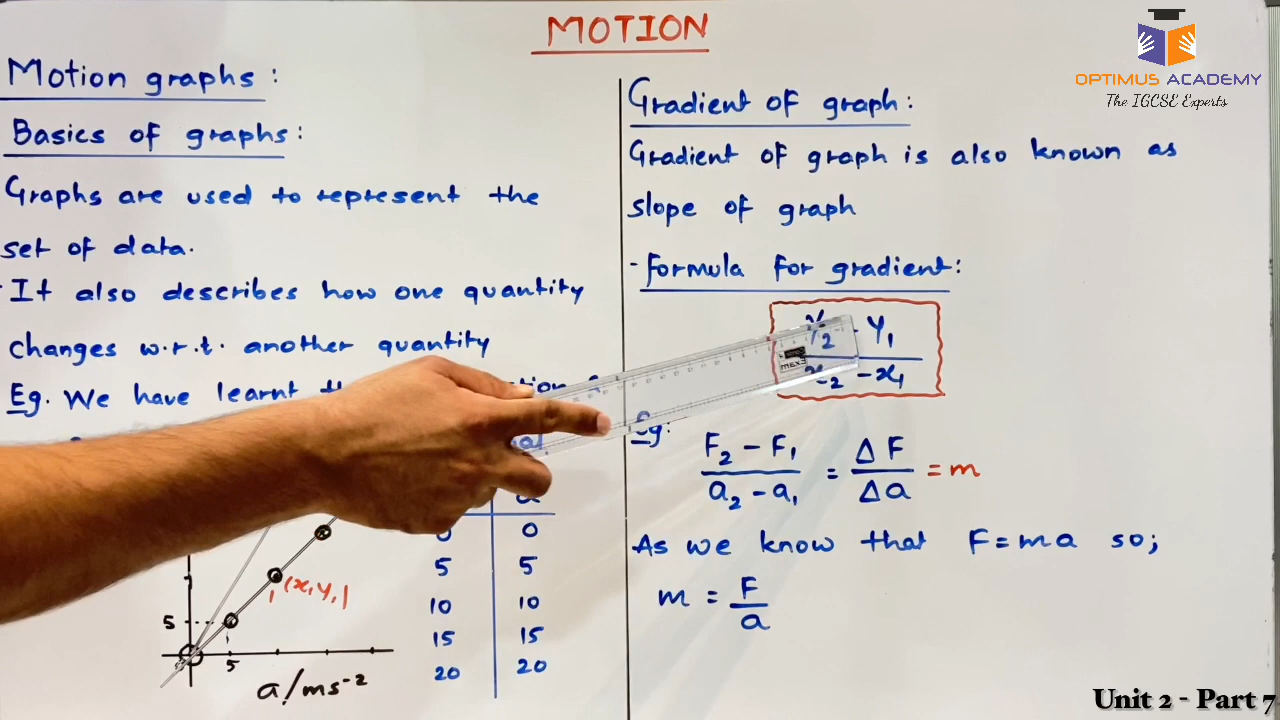 MOTION
OPTIMUS ACADEMY
The IGCSE Experts
Motion graphs:
Basics of graphs:
Graphs are used to represent the
set of data.
· It also describes how one quantity
changes w.r.t. another quantity
Eg. We have learnt
5
5
a/ms⁻²
(x, y,)
0 0
5 5
10 10
15 15
20 20
Gradient of graph:
Gradient of graph is also known as
slope of graph
· Formula for gradient:
Y₂ - Y₁
x₂ - x₁
Eg:
F₂ - F₁ / a₂ - a₁ = ΔF / Δa = m
As we know that F = ma so;
m = F / a
Unit 2 - Part 7